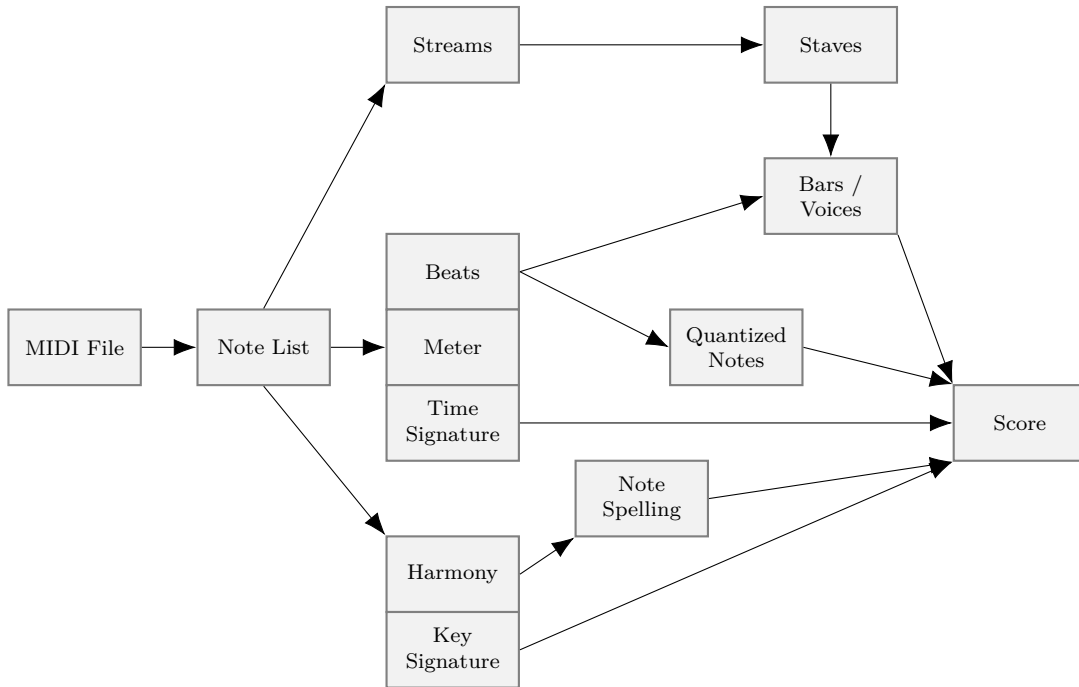 Streams
Staves
Bars /
Voices
Beats
MIDI File
Note List
Meter
Quantized
Notes
Time
Signature
Score
Note
Spelling
Harmony
Key
Signature